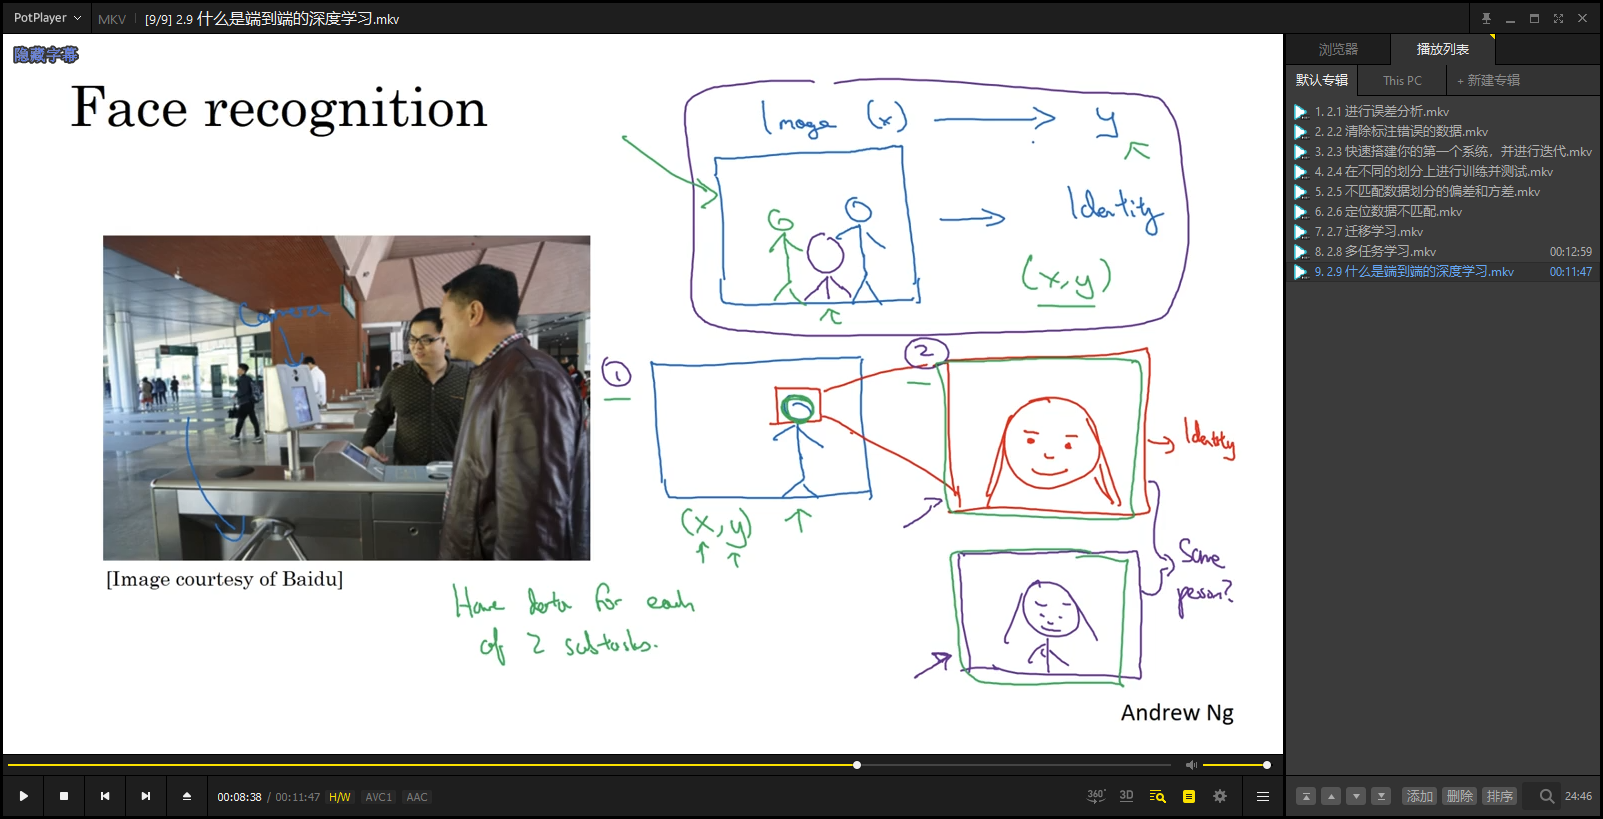 PotPlayer
MKV
[9/9] 2.9 什么是端到端的深度学习.mkv
隐藏字幕
Face recognition
Image (x)
y
Identity
(x,y)
Camera
1
2
Identity
(x,y)
Same
person?
[Image courtesy of Baidu]
Have data for each
of 2 subtasks.
Andrew Ng
浏览器
播放列表
默认专辑
This PC
+ 新建专辑
1. 2.1 进行误差分析.mkv
2. 2.2 清除标注错误的数据.mkv
3. 2.3 快速搭建你的第一个系统，并进行迭代.mkv
4. 2.4 在不同的划分上进行训练并测试.mkv
5. 2.5 不匹配数据划分的偏差和方差.mkv
6. 2.6 定位数据不匹配.mkv
7. 2.7 迁移学习.mkv
8. 2.8 多任务学习.mkv 00:12:59
9. 2.9 什么是端到端的深度学习.mkv 00:11:47
00:08:38 / 00:11:47 H/W AVC1 AAC
360° 3D
添加 删除 排序
24:46